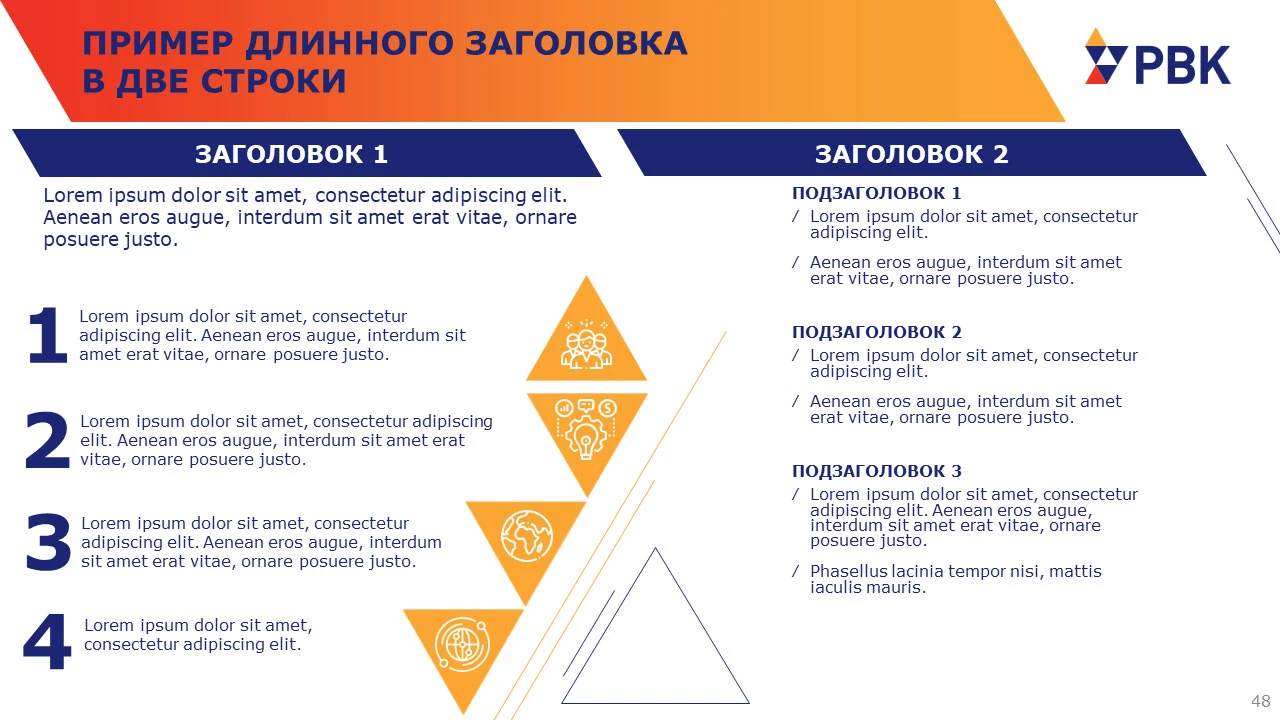 ПРИМЕР ДЛИННОГО ЗАГОЛОВКА
В ДВЕ СТРОКИ
РВК
ЗАГОЛОВОК 1
Lorem ipsum dolor sit amet, consectetur adipiscing elit.
Aenean eros augue, interdum sit amet erat vitae, ornare
posuere justo.
1
Lorem ipsum dolor sit amet, consectetur
adipiscing elit. Aenean eros augue, interdum sit
amet erat vitae, ornare posuere justo.
2
Lorem ipsum dolor sit amet, consectetur adipiscing
elit. Aenean eros augue, interdum sit amet erat
vitae, ornare posuere justo.
3
Lorem ipsum dolor sit amet, consectetur
adipiscing elit. Aenean eros augue, interdum
sit amet erat vitae, ornare posuere justo.
4
Lorem ipsum dolor sit amet,
consectetur adipiscing elit.
ЗАГОЛОВОК 2
ПОДЗАГОЛОВОК 1
/ Lorem ipsum dolor sit amet, consectetur
adipiscing elit.
/ Aenean eros augue, interdum sit amet
erat vitae, ornare posuere justo.
ПОДЗАГОЛОВОК 2
/ Lorem ipsum dolor sit amet, consectetur
adipiscing elit.
/ Aenean eros augue, interdum sit amet
erat vitae, ornare posuere justo.
ПОДЗАГОЛОВОК 3
/ Lorem ipsum dolor sit amet, consectetur
adipiscing elit. Aenean eros augue,
interdum sit amet erat vitae, ornare
posuere justo.
/ Phasellus lacinia tempor nisi, mattis
iaculis mauris.
48